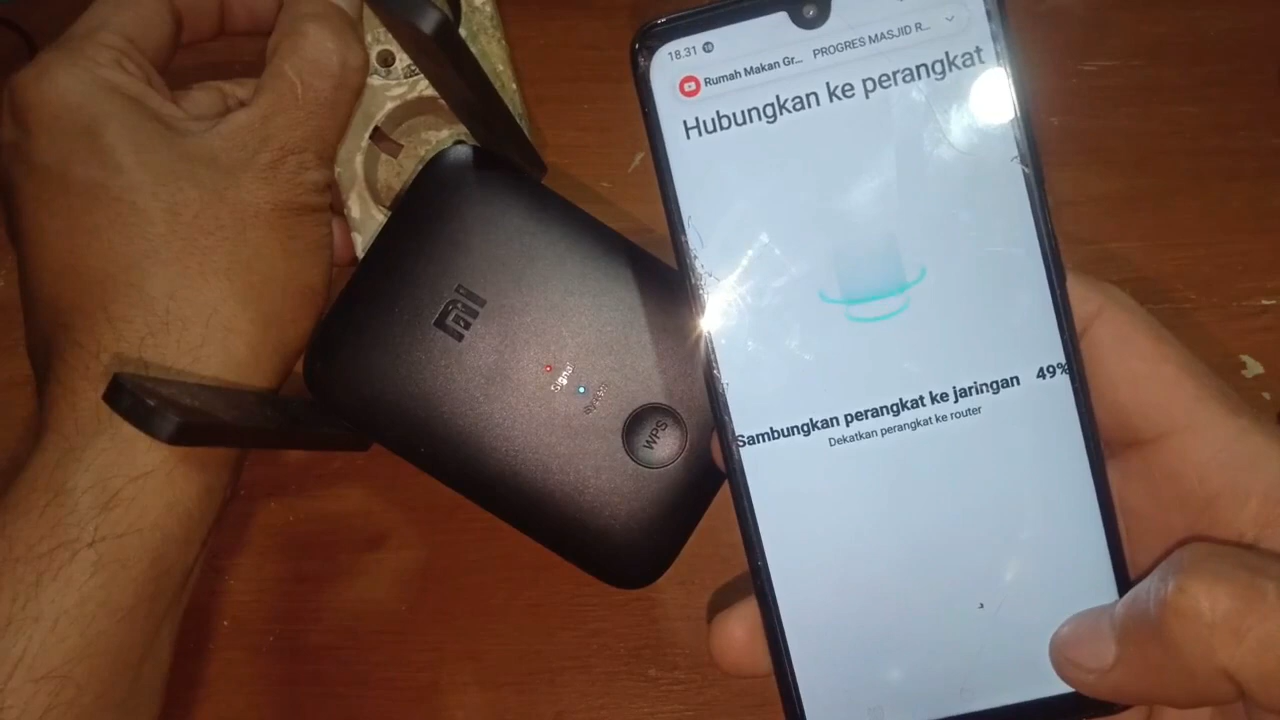 18.31
Rumah Makan Gr... PROGRES MASJID R...
Hubungkan ke perangkat
Sambungkan perangkat ke jaringan 49%
Dekatkan perangkat ke router
MI
Signal
System
WPS